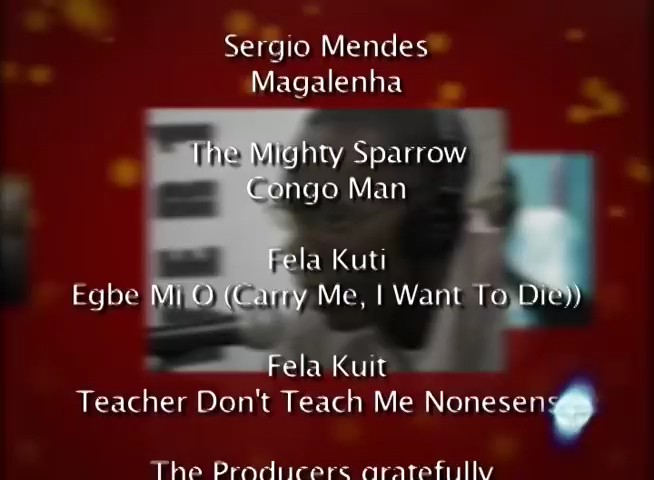 Sergio Mendes
Magalenha
The Mighty Sparrow
Congo Man
Fela Kuti
Egbe Mi O (Carry Me, I Want To Die))
Fela Kuit
Teacher Don't Teach Me
The Producers gratefully